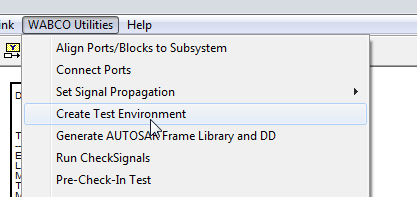 ink WABCO Utilities Help
Y
Align Ports/Blocks to Subsystem
Connect Ports
D
Set Signal Propagation
Create Test Environment
T
Generate AUTOSAR Frame Library and DD
E
L
Run CheckSignals
M
T
Pre-Check-In Test
M